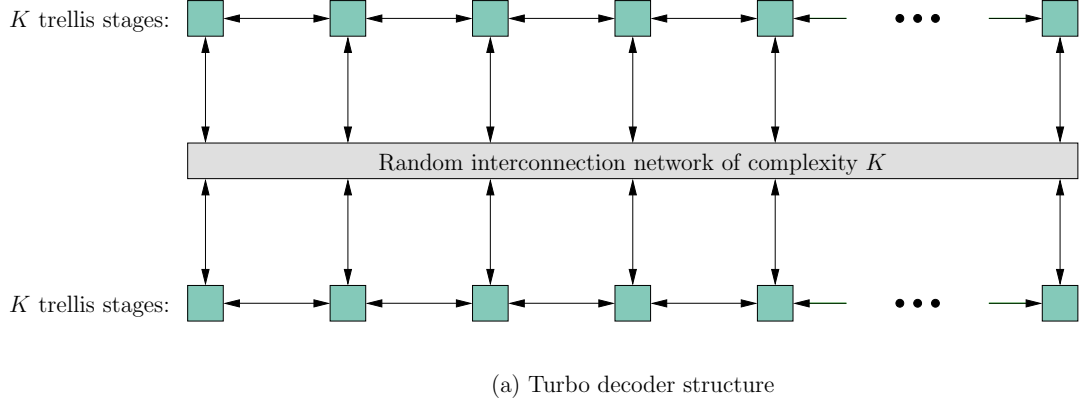 K trellis stages:
Random interconnection network of complexity K
K trellis stages:
(a) Turbo decoder structure